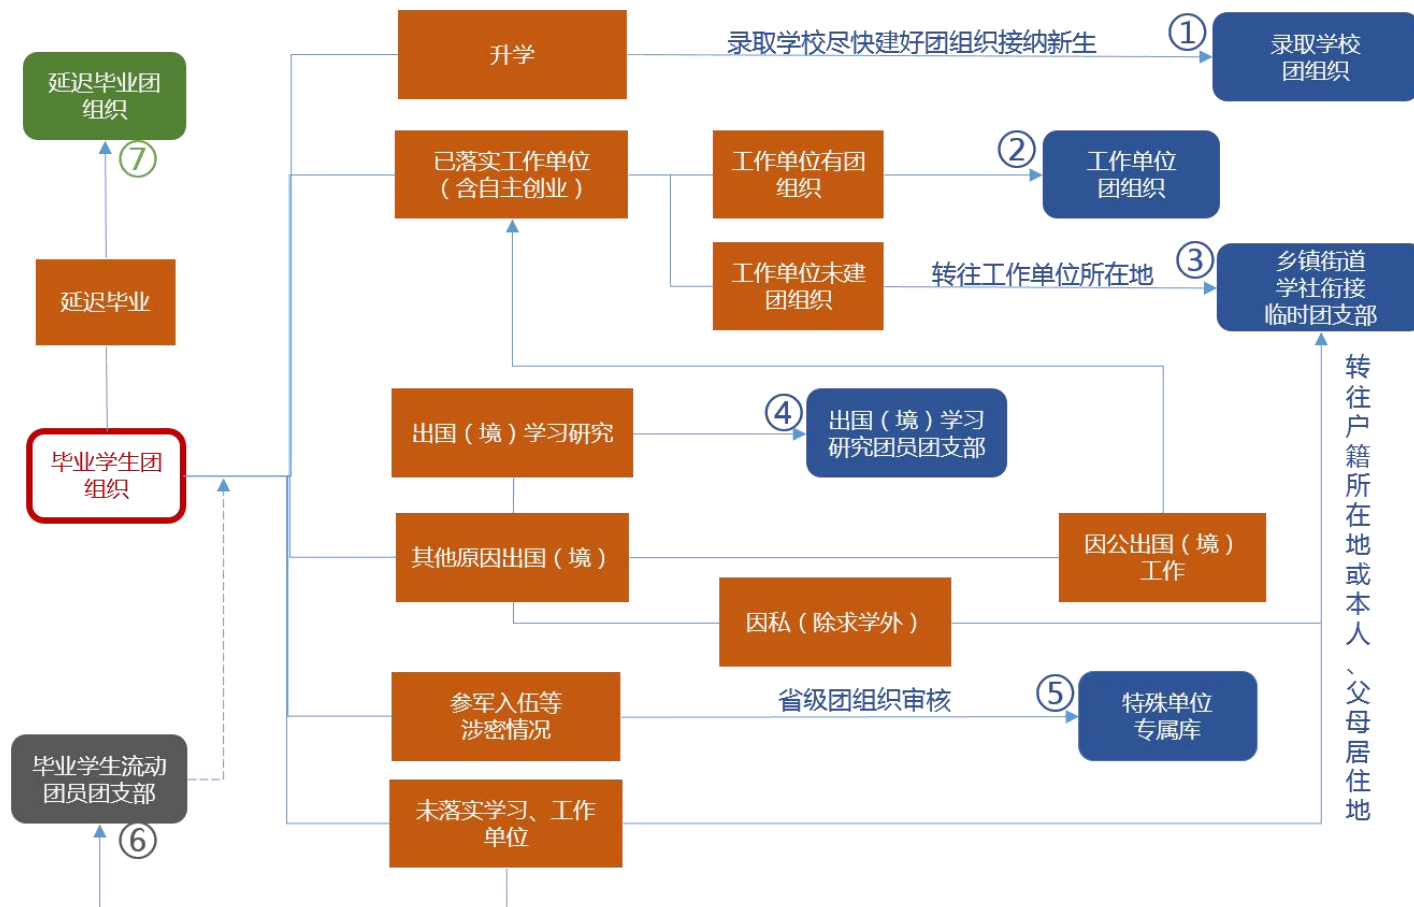 升学
录取学校尽快建好团组织接纳新生
①
录取学校
团组织
延迟毕业团
组织
⑦
已落实工作单位
（含自主创业）
工作单位有团
组织
②
工作单位
团组织
延迟毕业
工作单位未建
团组织
转往工作单位所在地
③
乡镇街道
学社衔接
临时团支部
毕业学生团
组织
出国（境）学习研究
④
出国（境）学习
研究团员团支部
转往户籍所在地或本人、父母居住地
其他原因出国（境）
因公出国（境）
工作
因私（除求学外）
参军入伍等
涉密情况
省级团组织审核
⑤
特殊单位
专属库
毕业学生流动
团员团支部
⑥
未落实学习、工作
单位